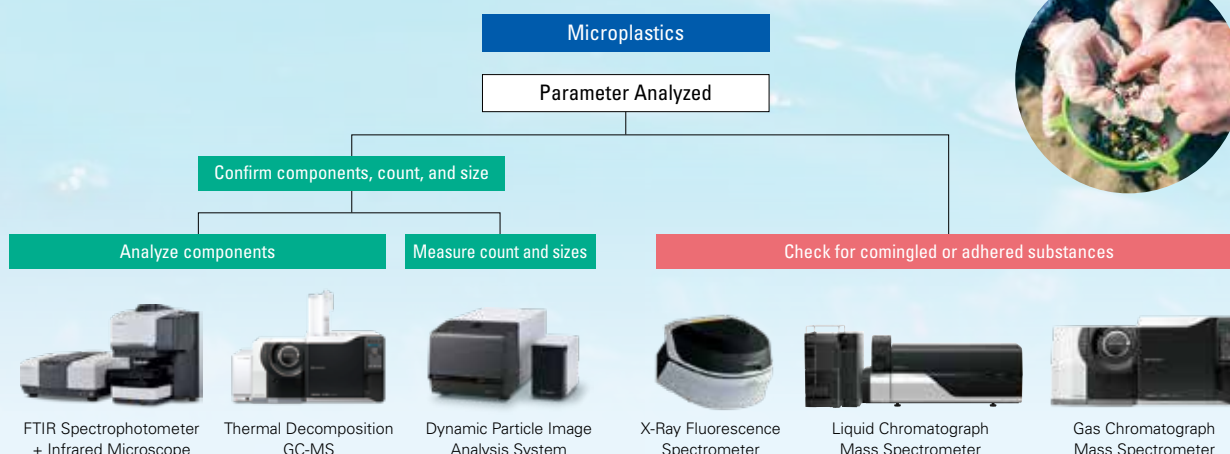 Microplastics
Parameter Analyzed
Confirm components, count, and size
Analyze components
Measure count and sizes
Check for comingled or adhered substances
FTIR Spectrophotometer
+ Infrared Microscope
Thermal Decomposition
GC-MS
Dynamic Particle Image
Analysis System
X-Ray Fluorescence
Spectrometer
Liquid Chromatograph
Mass Spectrometer
Gas Chromatograph
Mass Spectrometer